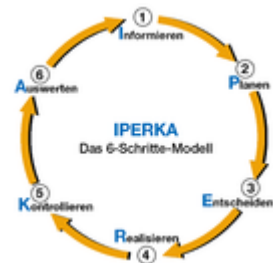 1
Informieren
2
Planen
3
Entscheiden
4
Realisieren
5
Kontrollieren
6
Auswerten
IPERKA
Das 6-Schritte-Modell